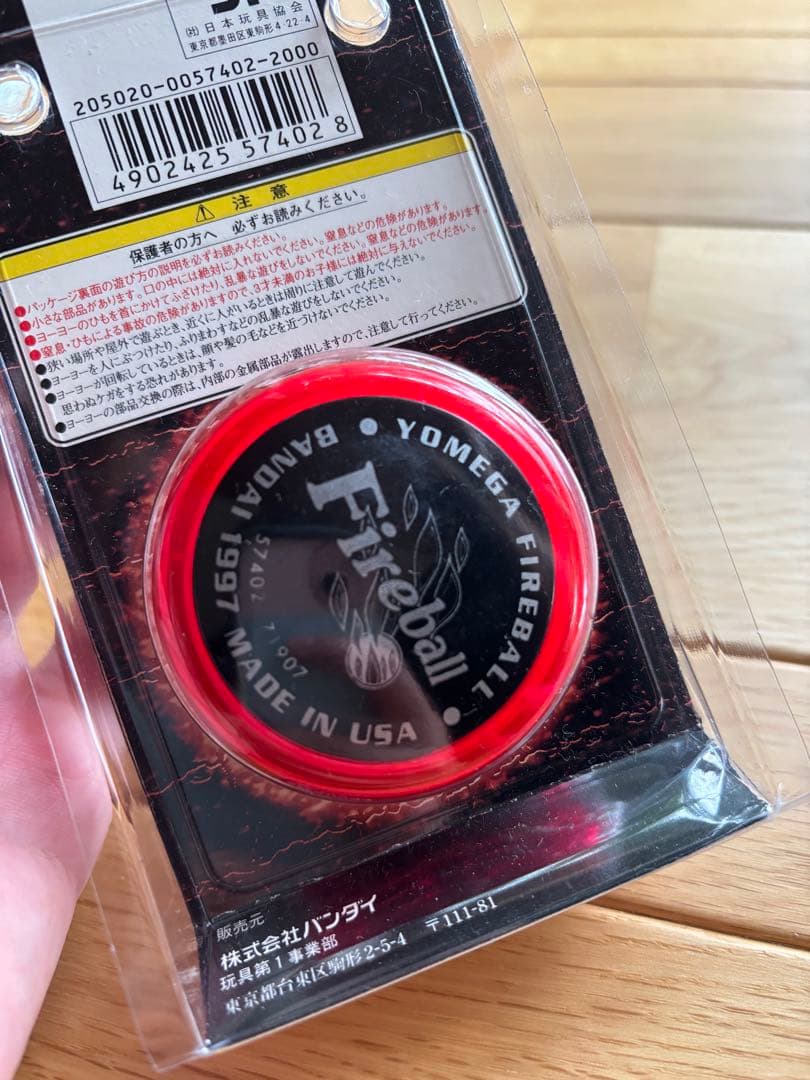 ㈳日本玩具協会
東京都墨田区東駒形4-22-4
205020-0057402-2000
4902425 574028
⚠ 注意
保護者の方へ 必ずお読みください。
●パッケージ裏面の遊び方の説明を必ずお読みください。
●小さな部品があります。口の中には絶対に入れないでください。窒息などの危険があります。
●ヨーヨーのひもを首にかけてふざけたり、乱暴な遊びをしないでください。窒息などの危険があります。
●窒息・ひもによる事故の危険がありますので、3才未満のお子様には絶対に与えないでください。
●狭い場所や屋外で遊ぶとき、近くに人がいるときは周りに注意して遊んでください。
●ヨーヨーを人にぶつけたり、ふりまわすなどの乱暴な遊びをしないでください。
●ヨーヨーが回転しているときは、顔や髪の毛などを近づけないでください。
思わぬケガをする恐れがあります。
●ヨーヨーの部品交換の際は、内部の金属部品が露出しますので、注意して行ってください。
YOMEGA FIREBALL
Fireball
57402 71907
BANDAI 1997 MADE IN USA
販売元
株式会社バンダイ
玩具第1事業部
東京都台東区駒形2-5-4 〒111-81